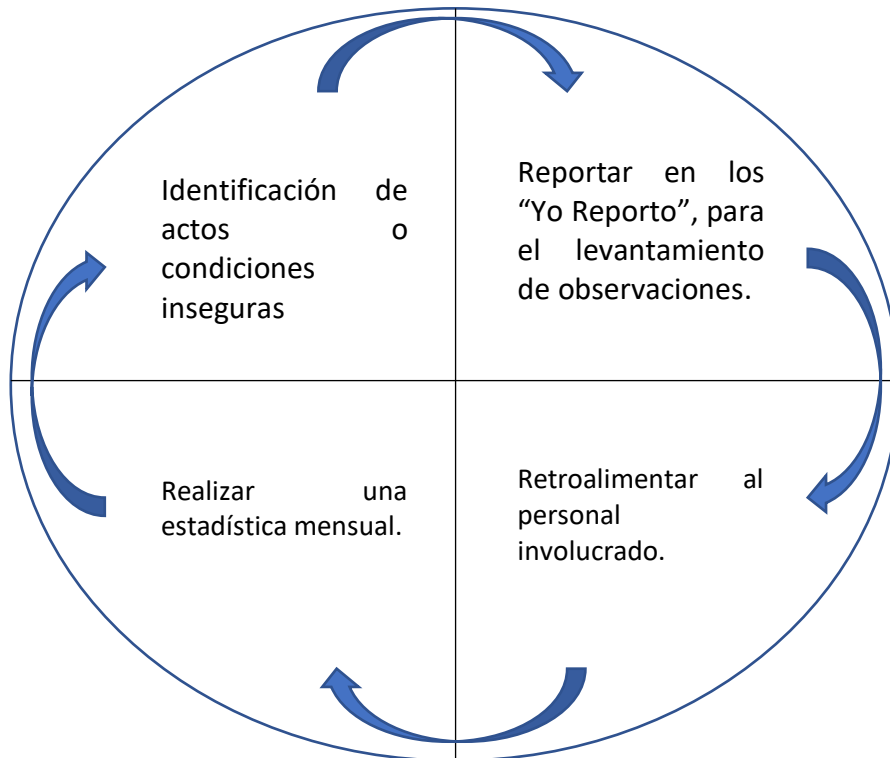 Identificación de
actos o
condiciones
inseguras
Reportar en los
“Yo Reporto”, para
el levantamiento
de observaciones.
Realizar una
estadística mensual.
Retroalimentar al
personal
involucrado.